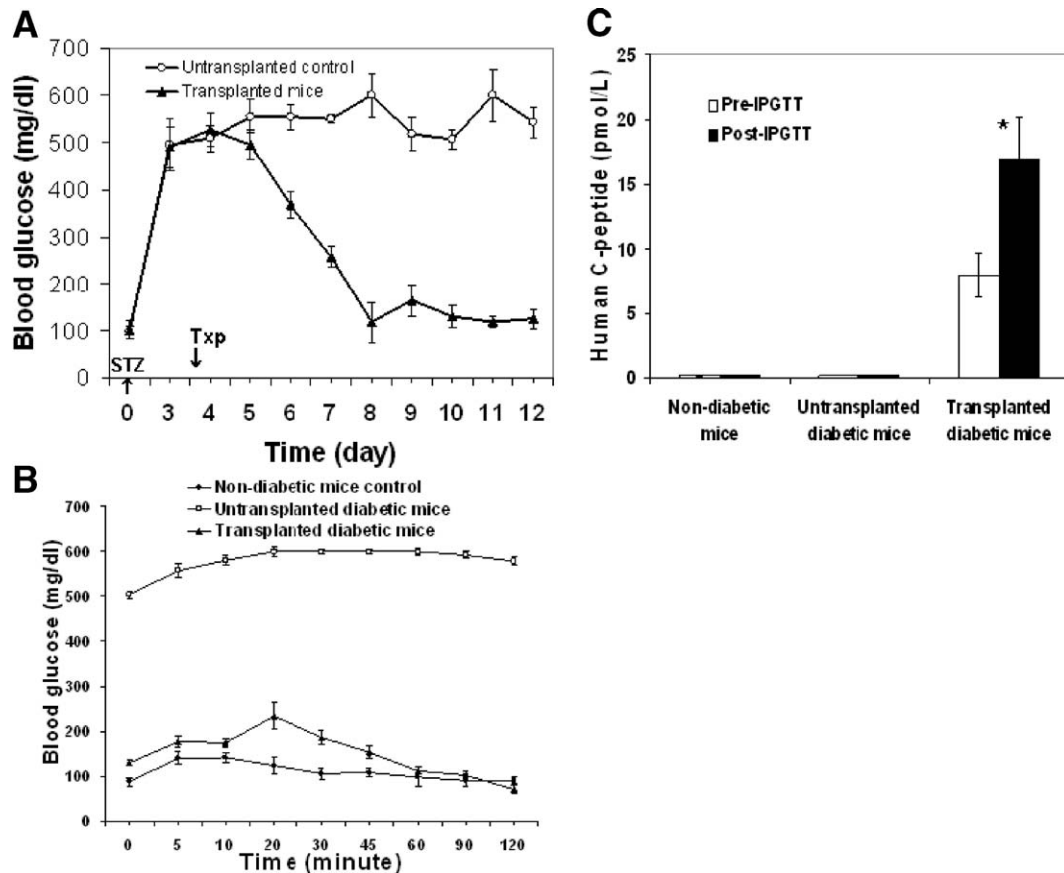 A
Blood glucose (mg/dl)
700
600
500
400
300
200
100
0
Untransplanted control
Transplanted mice
STZ
Txp
0 3 4 5 6 7 8 9 10 11 12
Time (day)
C
Human C-peptide (pmol/L)
25
20
15
10
5
0
Pre-IPGTT
Post-IPGTT
*
Non-diabetic
mice
Untransplanted
diabetic mice
Transplanted
diabetic mice
B
Non-diabetic mice control
Untransplanted diabetic mice
Transplanted diabetic mice
Blood glucose (mg/dl)
700
600
500
400
300
200
100
0
0 5 10 20 30 45 60 90 120
Time (minute)